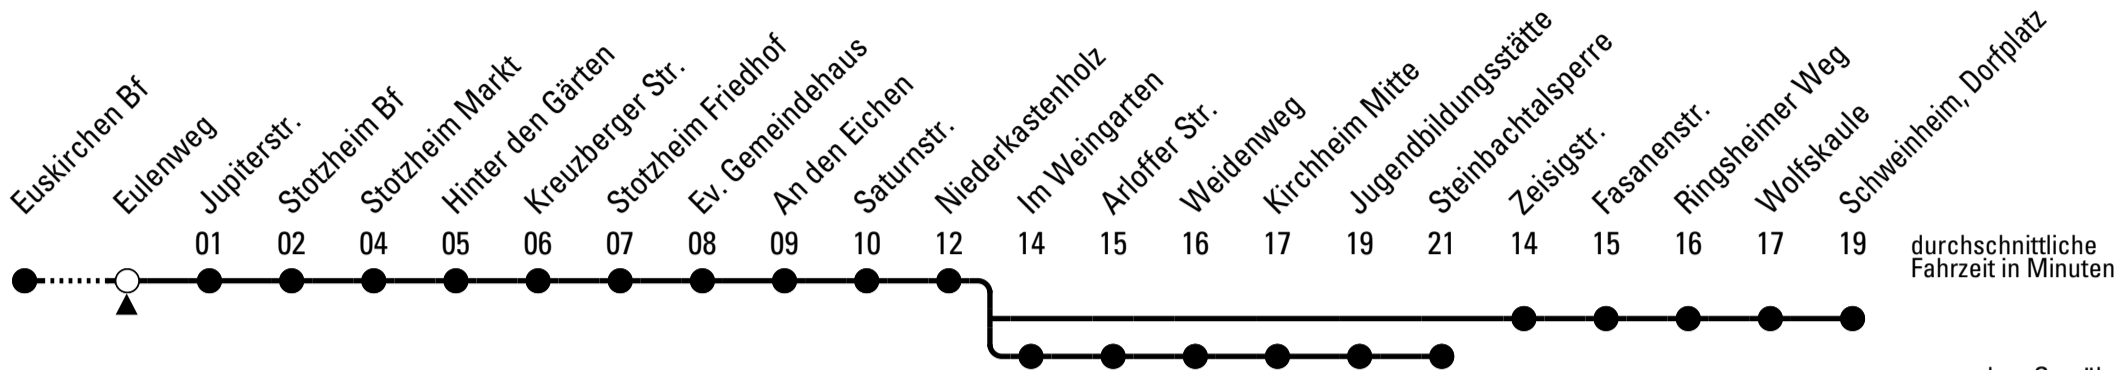 Euskirchen Bf
Eulenweg
Jupiterstr.
Stotzheim Bf
Stotzheim Markt
Hinter den Gärten
Kreuzberger Str.
Stotzheim Friedhof
Ev. Gemeindehaus
An den Eichen
Saturnstr.
Niederkastenholz
Im Weingarten
Arloffer Str.
Weidenweg
Kirchheim Mitte
Jugendbildungsstätte
Steinbachtalsperre
Zeisigstr.
Fasanenstr.
Ringsheimer Weg
Wolfskaule
Schweinheim, Dorfplatz
01 02 04 05 06 07 08 09 10 12 14 15 16 17 19 21 14 15 16 17 19
durchschnittliche
Fahrzeit in Minuten